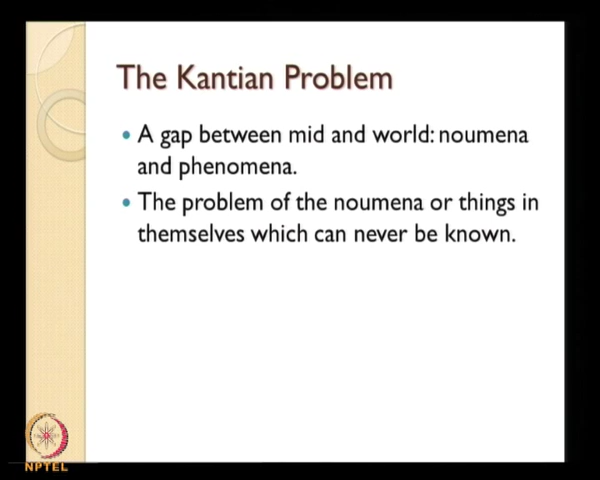 The Kantian Problem
• A gap between mid and world: noumena
and phenomena.
• The problem of the noumena or things in
themselves which can never be known.
NPTEL